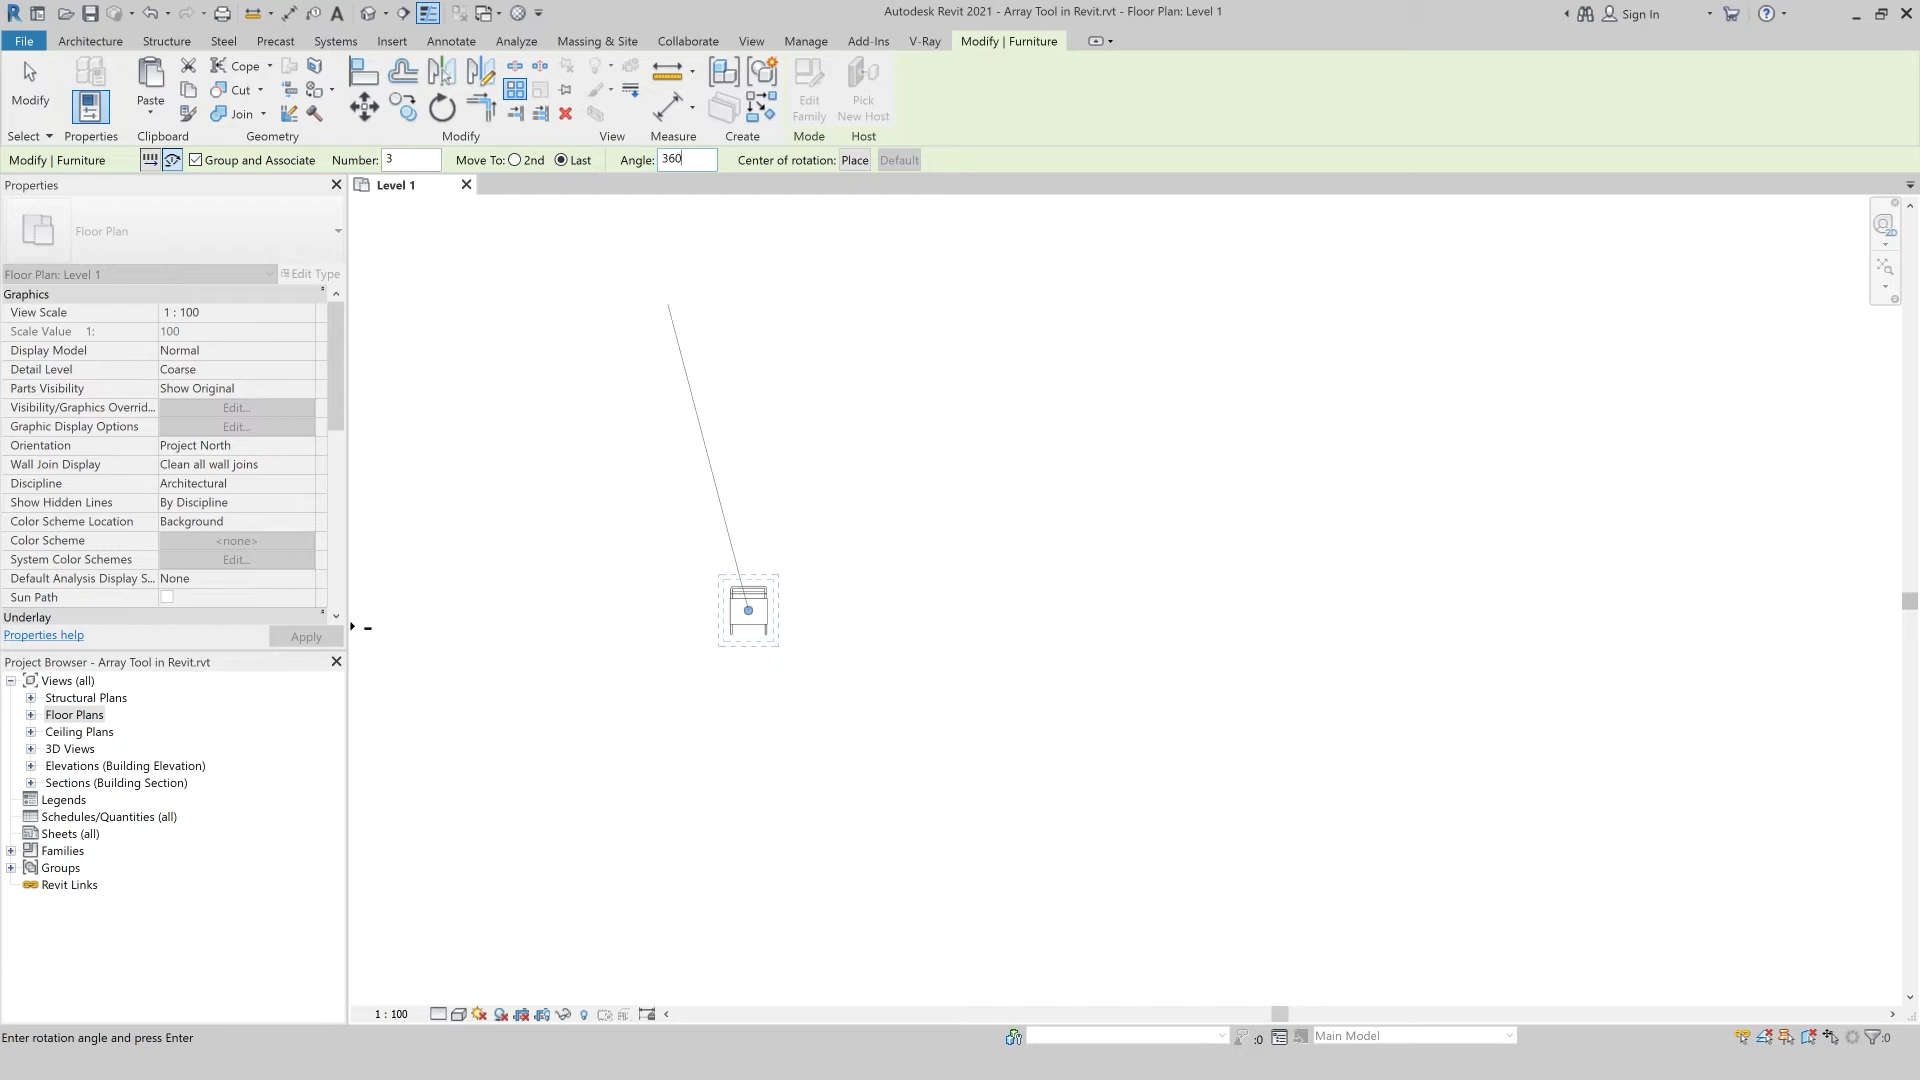 Autodesk Revit 2021 - Array Tool in Revit.rvt - Floor Plan: Level 1
Sign In
File Architecture Structure Steel Precast Systems Insert Annotate Analyze Massing & Site Collaborate View Manage Add-Ins V-Ray Modify | Furniture
Modify
Paste
Cope
Cut
Join
Edit Family
Pick New Host
Select Properties Clipboard Geometry Modify View Measure Create Mode Host
Modify | Furniture Group and Associate Number: 3 Move To: 2nd Last Angle: 360 Center of rotation: Place Default
Properties
Level 1
Floor Plan
Floor Plan: Level 1 Edit Type
Graphics
View Scale 1 : 100
Scale Value 1: 100
Display Model Normal
Detail Level Coarse
Parts Visibility Show Original
Visibility/Graphics Overrid... Edit...
Graphic Display Options Edit...
Orientation Project North
Wall Join Display Clean all wall joins
Discipline Architectural
Show Hidden Lines By Discipline
Color Scheme Location Background
Color Scheme <none>
System Color Schemes Edit...
Default Analysis Display S... None
Sun Path
Underlay
Properties help Apply
Project Browser - Array Tool in Revit.rvt
Views (all)
Structural Plans
Floor Plans
Ceiling Plans
3D Views
Elevations (Building Elevation)
Sections (Building Section)
Legends
Schedules/Quantities (all)
Sheets (all)
Families
Groups
Revit Links
2D
1 : 100
Enter rotation angle and press Enter
:0
Main Model
:0